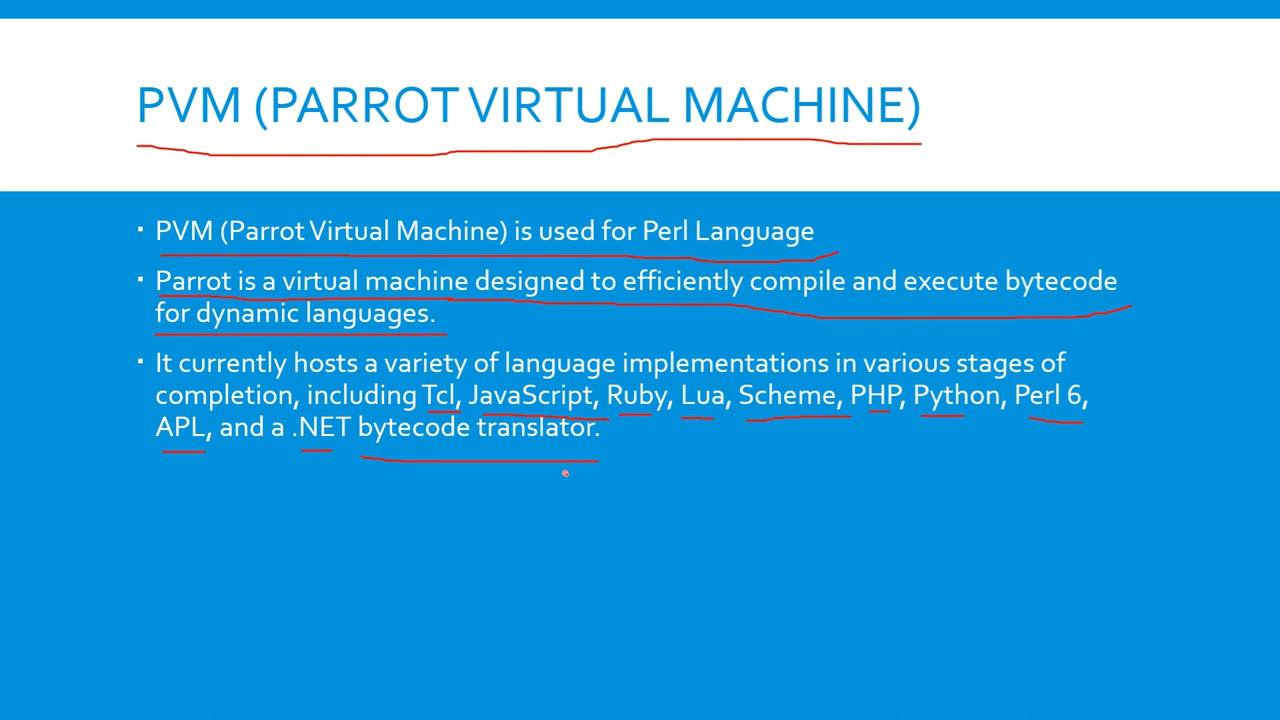 PVM (PARROT VIRTUAL MACHINE)
▪ PVM (Parrot Virtual Machine) is used for Perl Language
▪ Parrot is a virtual machine designed to efficiently compile and execute bytecode
for dynamic languages.
▪ It currently hosts a variety of language implementations in various stages of
completion, including Tcl, JavaScript, Ruby, Lua, Scheme, PHP, Python, Perl 6,
APL, and a .NET bytecode translator.